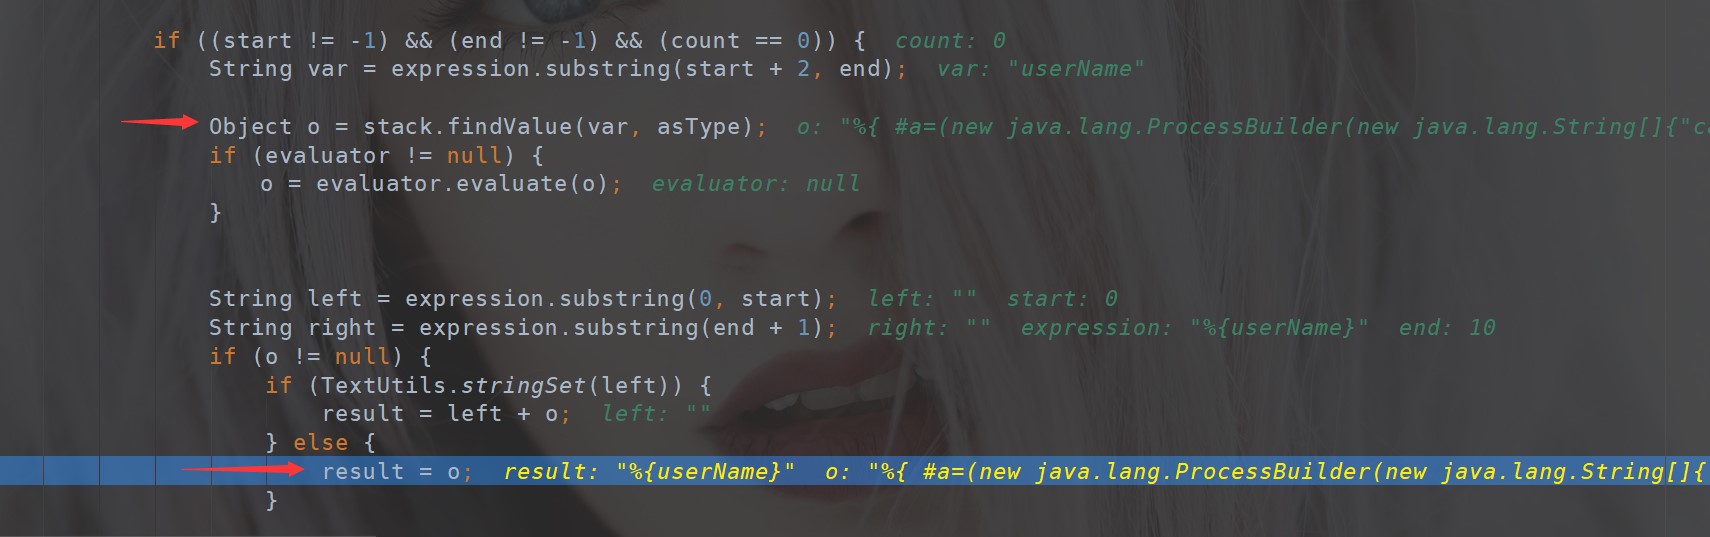 if ((start != -1) && (end != -1) && (count == 0)) {  count: 0
String var = expression.substring(start + 2, end);  var: "userName"
Object o = stack.findValue(var, asType);  o: "%{ #a=(new java.lang.ProcessBuilder(new java.lang.String[]{"c
if (evaluator != null) {
o = evaluator.evaluate(o);  evaluator: null
}
String left = expression.substring(0, start);  left: ""  start: 0
String right = expression.substring(end + 1);  right: ""  expression: "%{userName}"  end: 10
if (o != null) {
if (TextUtils.stringSet(left)) {
result = left + o;  left: ""
} else {
result = o;  result: "%{userName}"  o: "%{ #a=(new java.lang.ProcessBuilder(new java.lang.String[]{
}